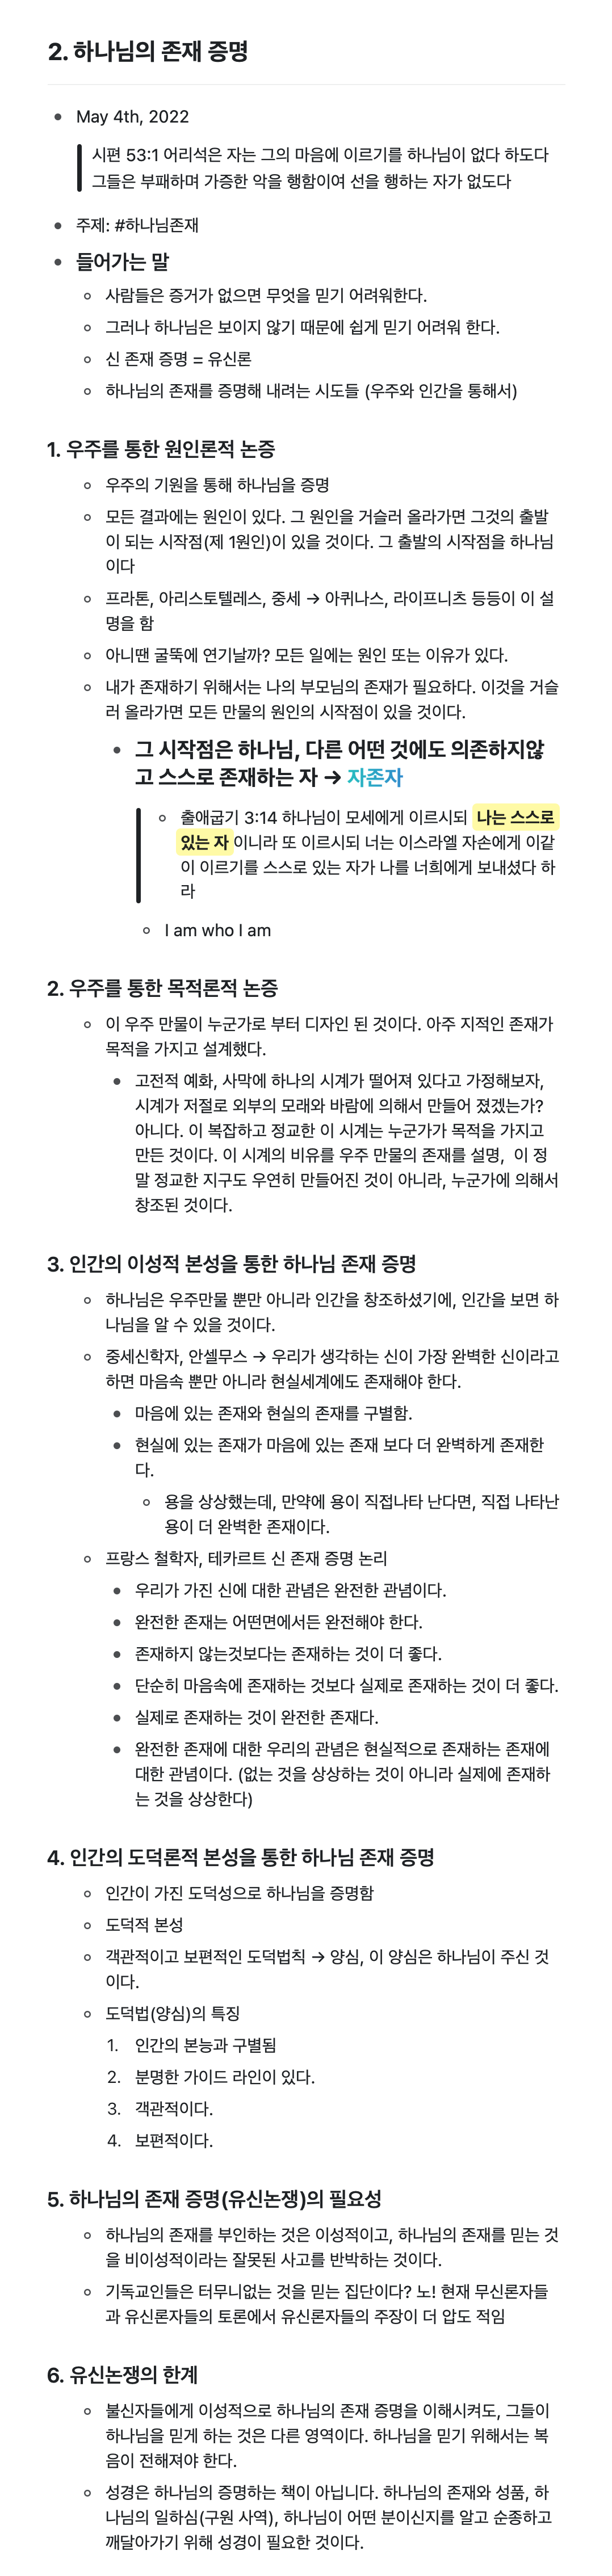 2. 하나님의 존재 증명
May 4th, 2022
시편 53:1 어리석은 자는 그의 마음에 이르기를 하나님이 없다 하도다
그들은 부패하며 가증한 악을 행함이여 선을 행하는 자가 없도다
주제: #하나님존재
들어가는 말
사람들은 증거가 없으면 무엇을 믿기 어려워한다.
그러나 하나님은 보이지 않기 때문에 쉽게 믿기 어려워 한다.
신 존재 증명 = 유신론
하나님의 존재를 증명해 내려는 시도들 (우주와 인간을 통해서)
1. 우주를 통한 원인론적 논증
우주의 기원을 통해 하나님을 증명
모든 결과에는 원인이 있다. 그 원인을 거슬러 올라가면 그것의 출발
이 되는 시작점(제 1원인)이 있을 것이다. 그 출발의 시작점을 하나님
이다
프라톤, 아리스토텔레스, 중세 → 아퀴나스, 라이프니츠 등등이 이 설
명을 함
아니땐 굴뚝에 연기날까? 모든 일에는 원인 또는 이유가 있다.
내가 존재하기 위해서는 나의 부모님의 존재가 필요하다. 이것을 거슬
러 올라가면 모든 만물의 원인의 시작점이 있을 것이다.
그 시작점은 하나님, 다른 어떤 것에도 의존하지않
고 스스로 존재하는 자 → 자존자
출애굽기 3:14 하나님이 모세에게 이르시되 나는 스스로
있는 자이니라 또 이르시되 너는 이스라엘 자손에게 이같
이 이르기를 스스로 있는 자가 나를 너희에게 보내셨다 하
라
I am who I am
2. 우주를 통한 목적론적 논증
이 우주 만물이 누군가로 부터 디자인 된 것이다. 아주 지적인 존재가
목적을 가지고 설계했다.
고전적 예화, 사막에 하나의 시계가 떨어져 있다고 가정해보자,
시계가 저절로 외부의 모래와 바람에 의해서 만들어 졌겠는가?
아니다. 이 복잡하고 정교한 이 시계는 누군가가 목적을 가지고
만든 것이다. 이 시계의 비유를 우주 만물의 존재를 설명, 이 정
말 정교한 지구도 우연히 만들어진 것이 아니라, 누군가에 의해서
창조된 것이다.
3. 인간의 이성적 본성을 통한 하나님 존재 증명
하나님은 우주만물 뿐만 아니라 인간을 창조하셨기에, 인간을 보면 하
나님을 알 수 있을 것이다.
중세신학자, 안셀무스 → 우리가 생각하는 신이 가장 완벽한 신이라고
하면 마음속 뿐만 아니라 현실세계에도 존재해야 한다.
마음에 있는 존재와 현실의 존재를 구별함.
현실에 있는 존재가 마음에 있는 존재 보다 더 완벽하게 존재한
다.
용을 상상했는데, 만약에 용이 직접나타 난다면, 직접 나타난
용이 더 완벽한 존재이다.
프랑스 철학자, 테카르트 신 존재 증명 논리
우리가 가진 신에 대한 관념은 완전한 관념이다.
완전한 존재는 어떤면에서든 완전해야 한다.
존재하지 않는것보다는 존재하는 것이 더 좋다.
단순히 마음속에 존재하는 것보다 실제로 존재하는 것이 더 좋다.
실제로 존재하는 것이 완전한 존재다.
완전한 존재에 대한 우리의 관념은 현실적으로 존재하는 존재에
대한 관념이다. (없는 것을 상상하는 것이 아니라 실제에 존재하
는 것을 상상한다)
4. 인간의 도덕론적 본성을 통한 하나님 존재 증명
인간이 가진 도덕성으로 하나님을 증명함
도덕적 본성
객관적이고 보편적인 도덕법칙 → 양심, 이 양심은 하나님이 주신 것
이다.
도덕법(양심)의 특징
1. 인간의 본능과 구별됨
2. 분명한 가이드 라인이 있다.
3. 객관적이다.
4. 보편적이다.
5. 하나님의 존재 증명(유신논쟁)의 필요성
하나님의 존재를 부인하는 것은 이성적이고, 하나님의 존재를 믿는 것
을 비이성적이라는 잘못된 사고를 반박하는 것이다.
기독교인들은 터무니없는 것을 믿는 집단이다? 노! 현재 무신론자들
과 유신론자들의 토론에서 유신론자들의 주장이 더 압도 적임
6. 유신논쟁의 한계
불신자들에게 이성적으로 하나님의 존재 증명을 이해시켜도, 그들이
하나님을 믿게 하는 것은 다른 영역이다. 하나님을 믿기 위해서는 복
음이 전해져야 한다.
성경은 하나님의 증명하는 책이 아닙니다. 하나님의 존재와 성품, 하
나님의 일하심(구원 사역), 하나님이 어떤 분이신지를 알고 순종하고
깨달아가기 위해 성경이 필요한 것이다.